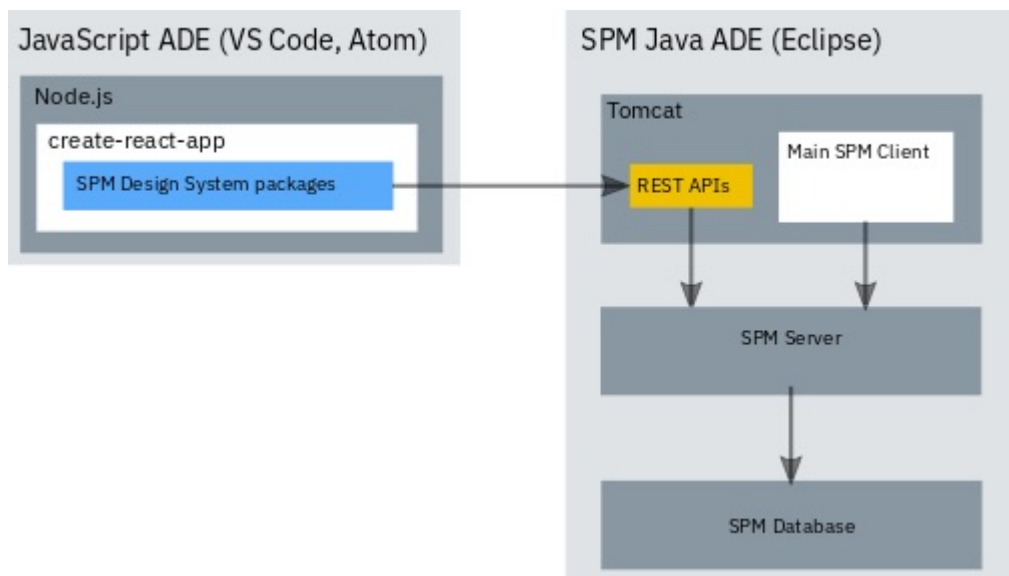 JavaScript ADE (VS Code, Atom)
Node.js
create-react-app
SPM Design System packages
SPM Java ADE (Eclipse)
Tomcat
Main SPM Client
REST APIs
SPM Server
SPM Database